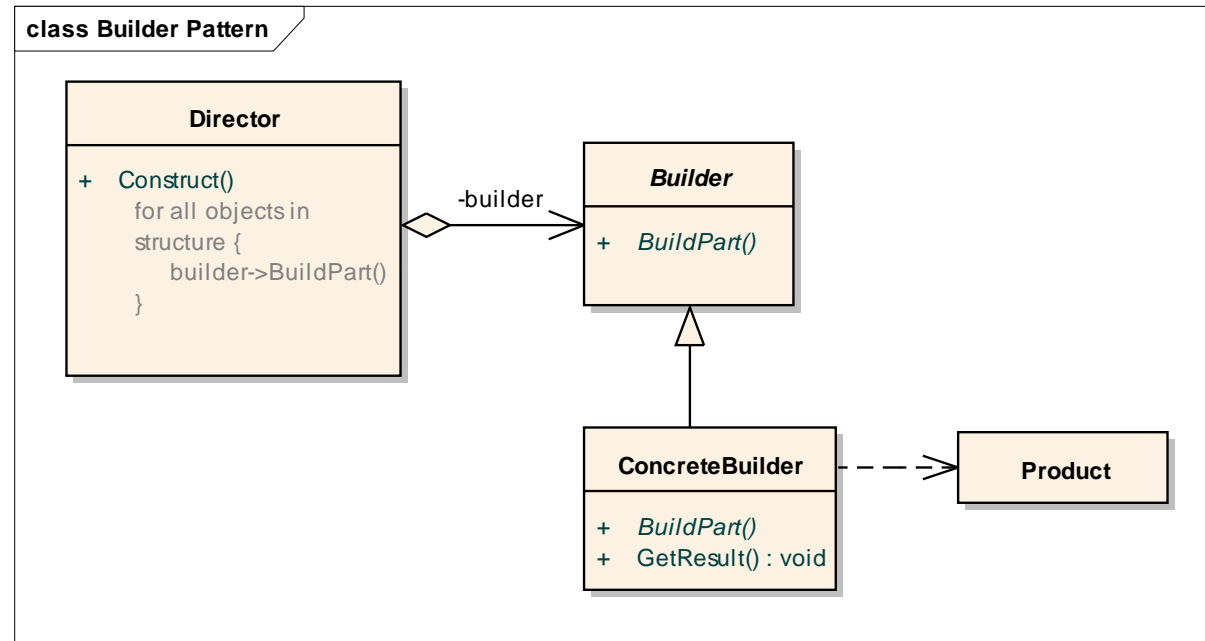 class Builder Pattern
Director
+ Construct()
for all objects in
structure {
builder->BuildPart()
}
-builder
Builder
+ BuildPart()
ConcreteBuilder
+ BuildPart()
+ GetResult() : void
Product